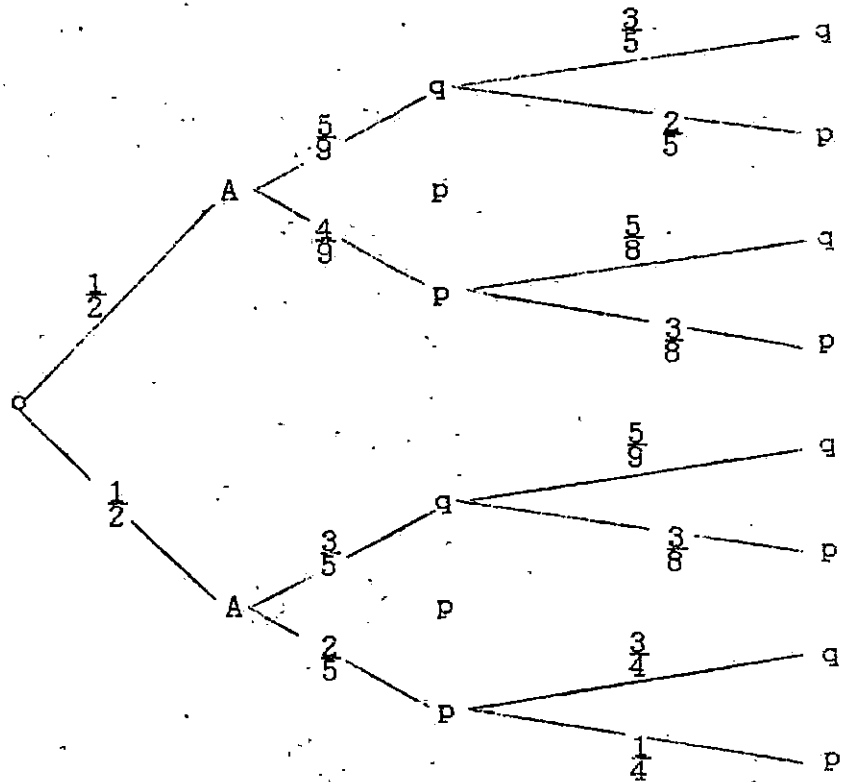 3/5 q
q
5/9 2/5 p
A p
4/9 5/8 q
1/2 p
3/8 p
o
5/9 q
1/2 q
3/5 3/8 p
A p
2/5 3/4 q
p
1/4 p